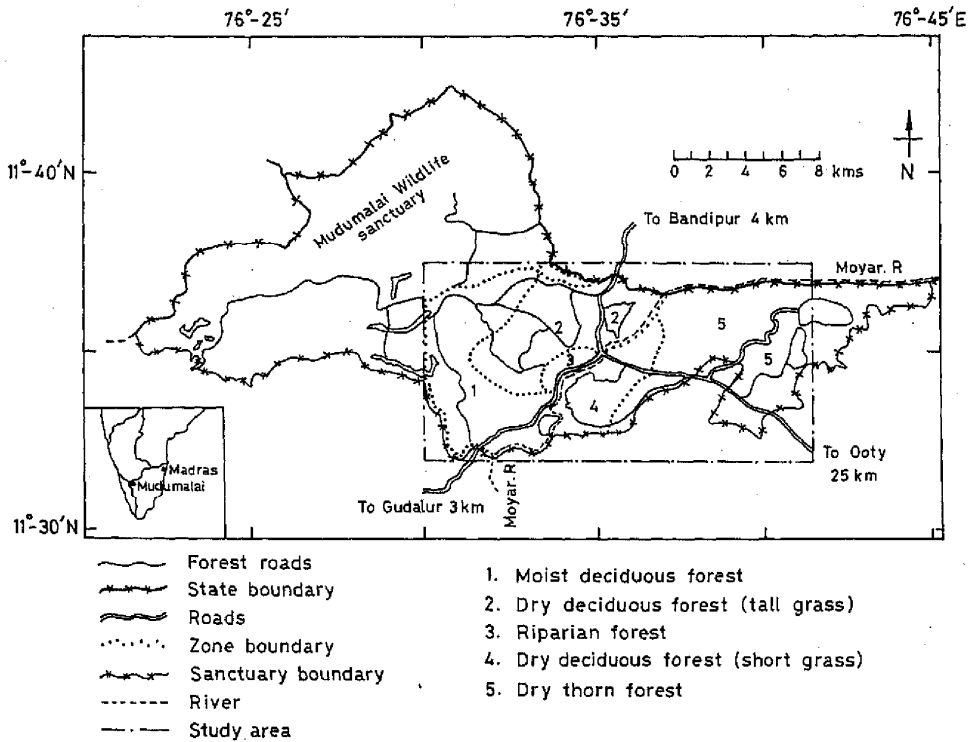 76°-25′ 76°-35′ 76°-45′E
11°-40′N
Mudumalai Wildlife
sanctuary
0 2 4 6 8 kms
N
To Bandipur 4 km
Moyar. R
2
2
5
5
3
1
4
Madras
Mudumalai
To Ooty
25 km
To Gudalur 3 km
Moyar. R
11°-30′N
Forest roads
State boundary
Roads
Zone boundary
Sanctuary boundary
River
Study area
1. Moist deciduous forest
2. Dry deciduous forest (tall grass)
3. Riparian forest
4. Dry deciduous forest (short grass)
5. Dry thorn forest